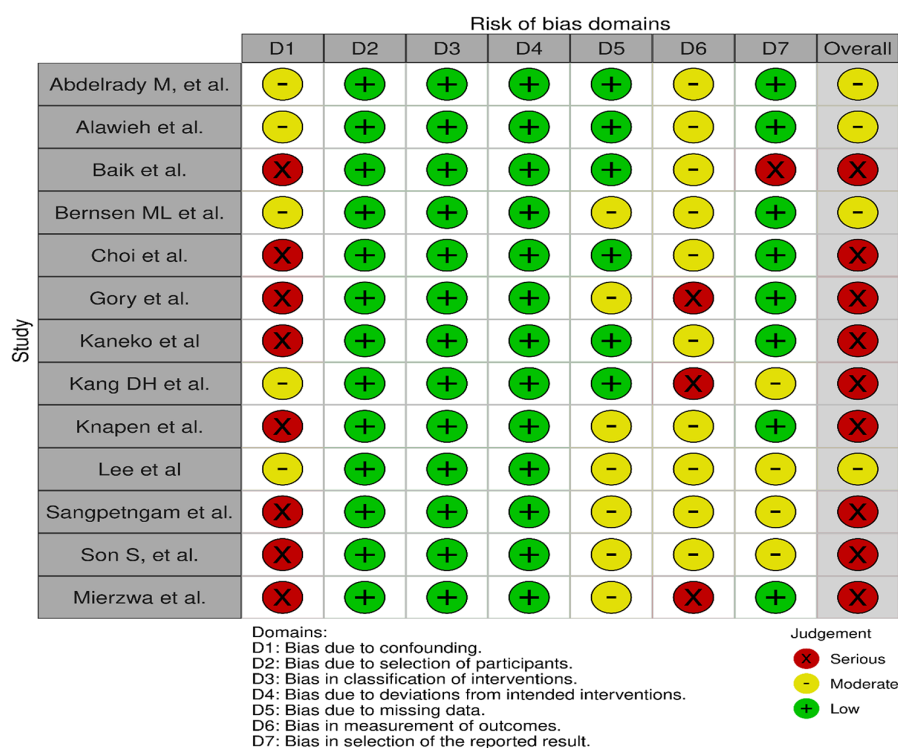 Risk of bias domains
D1 D2 D3 D4 D5 D6 D7 Overall
Study
Abdelrady M, et al. - + + + + - + -
Alawieh et al. - + + + + - + -
Baik et al. X + + + + - X X
Bernsen ML et al. - + + + - - + -
Choi et al. X + + + + - + X
Gory et al. X + + + - X + X
Kaneko et al X + + + + - + X
Kang DH et al. - + + + + X - X
Knapen et al. X + + + - - + X
Lee et al - + + + - - - -
Sangpetngam et al. X + + + - - - X
Son S, et al. X + + + - - - X
Mierzwa et al. X + + + - X + X
Domains:
D1: Bias due to confounding.
D2: Bias due to selection of participants.
D3: Bias in classification of interventions.
D4: Bias due to deviations from intended interventions.
D5: Bias due to missing data.
D6: Bias in measurement of outcomes.
D7: Bias in selection of the reported result.
Judgement
X Serious
- Moderate
+ Low